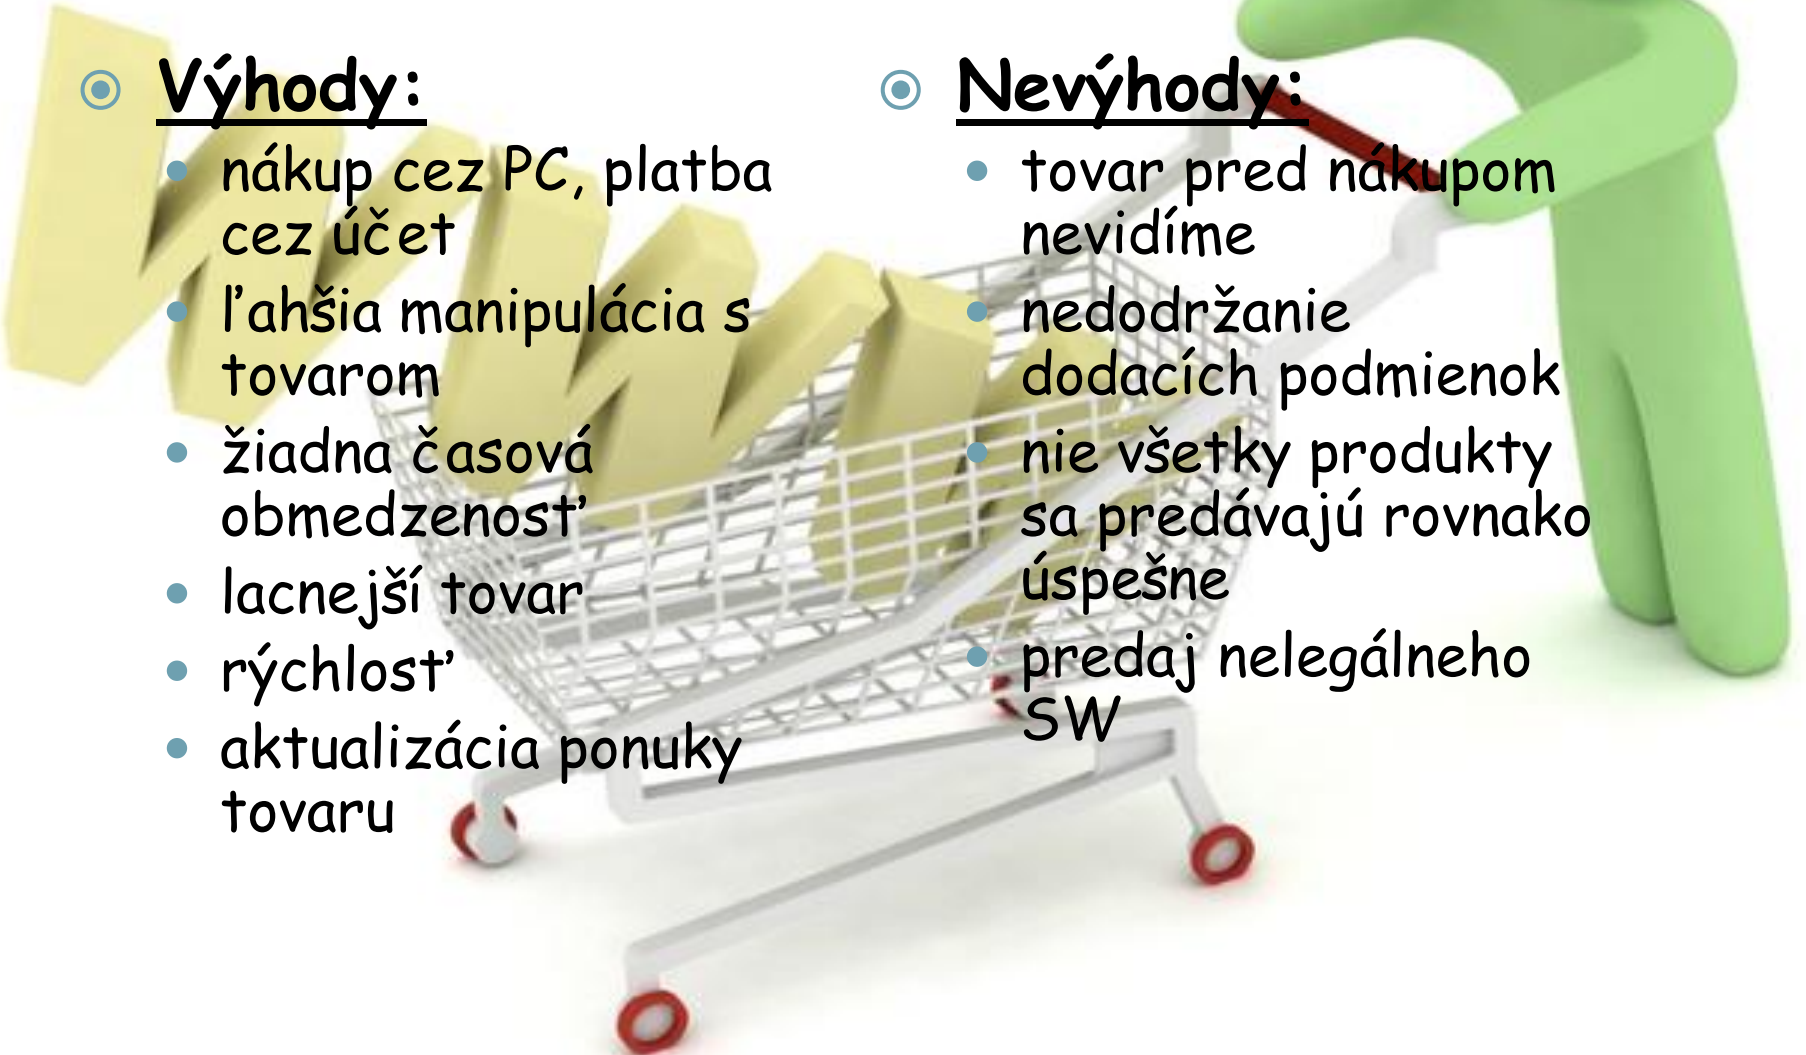 Výhody:
nákup cez PC, platba
cez účet
ľahšia manipulácia s
tovarom
žiadna časová
obmedzenosť
lacnejší tovar
rýchlosť
aktualizácia ponuky
tovaru
Nevýhody:
tovar pred nákupom
nevidíme
nedodržanie
dodacích podmienok
nie všetky produkty
sa predávajú rovnako
úspešne
predaj nelegálneho
SW
WWW